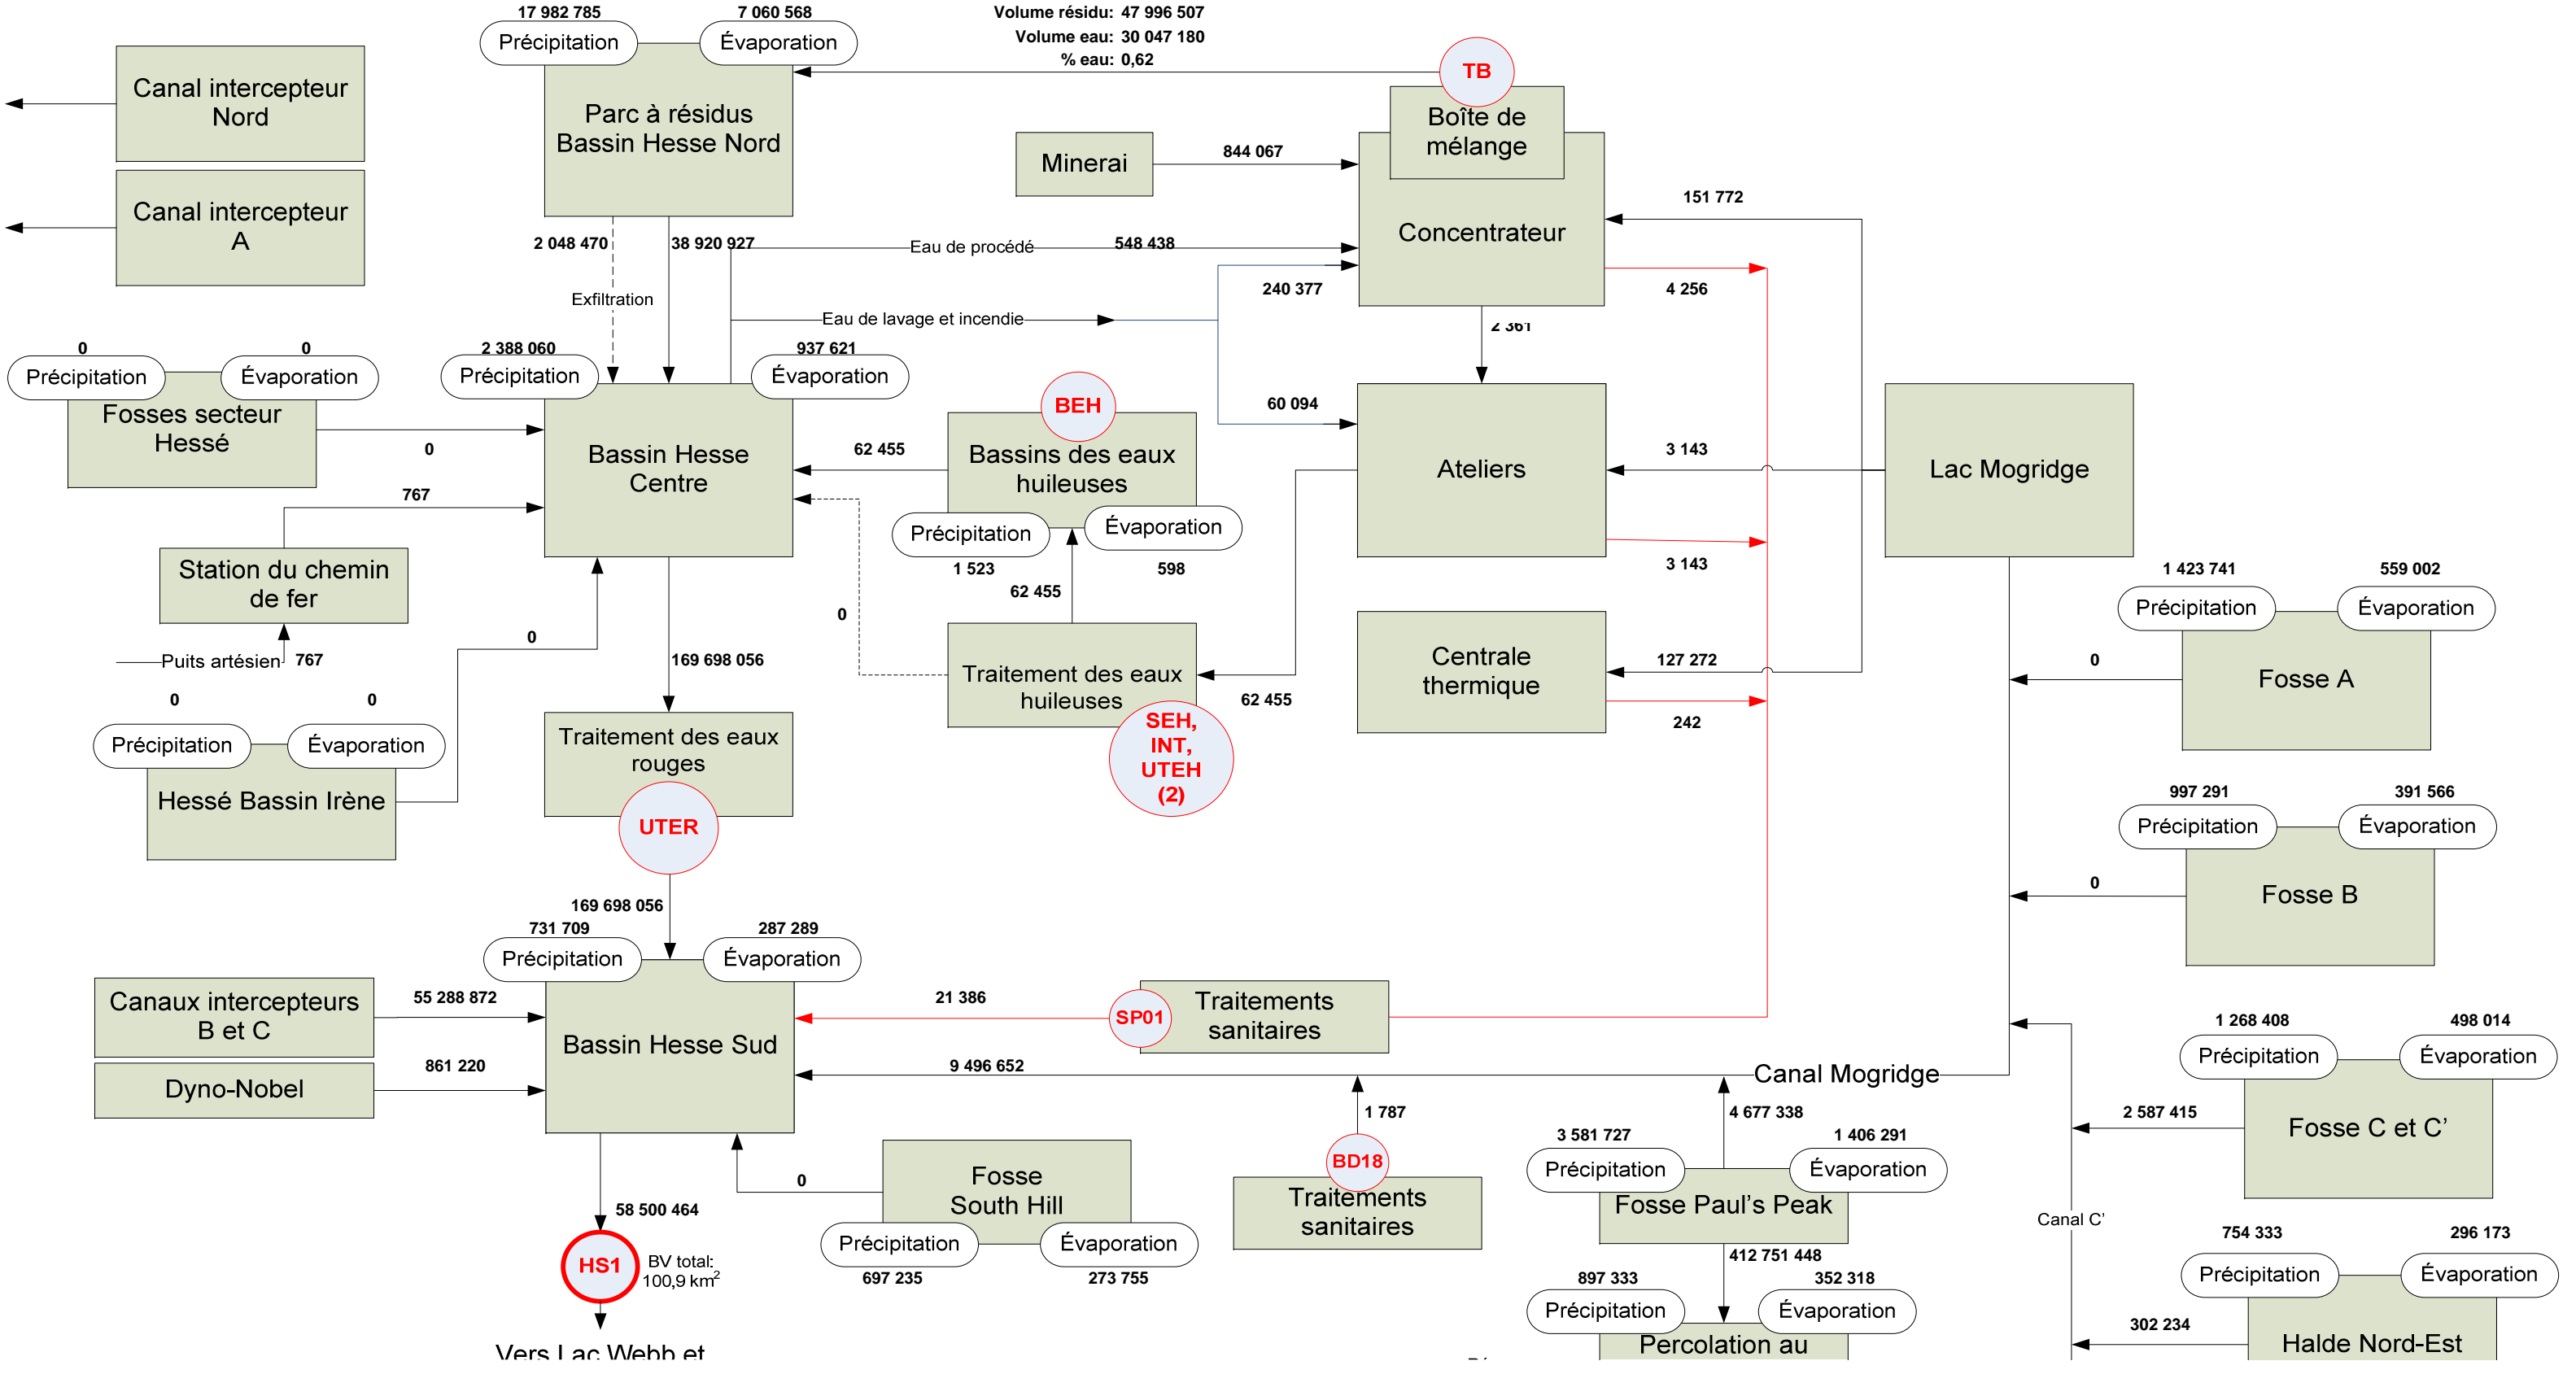 17 982 785
7 060 568
Volume résidu: 47 996 507
Volume eau: 30 047 180
% eau: 0,62
Précipitation
Évaporation
TB
Canal intercepteur
Nord
Parc à résidus
Bassin Hesse Nord
Boîte de
mélange
Minerai
844 067
Canal intercepteur
A
Concentrateur
151 772
2 048 470
38 920 927
Eau de procédé
548 438
Exfiltration
240 377
4 256
Eau de lavage et incendie
2 361
0
0
Précipitation
Évaporation
Fosses secteur
Hessé
0
2 388 060
937 621
Précipitation
Évaporation
Bassin Hesse
Centre
BEH
Bassins des eaux
huileuses
62 455
Précipitation
Évaporation
1 523
598
60 094
Ateliers
3 143
Lac Mogridge
767
Station du chemin
de fer
Puits artésien
767
0
62 455
0
3 143
1 423 741
559 002
Précipitation
Évaporation
Fosse A
0
169 698 056
Traitement des eaux
huileuses
62 455
SEH,
INT,
UTEH
(2)
Centrale
thermique
127 272
242
0
0
Précipitation
Évaporation
Hessé Bassin Irène
Traitement des eaux
rouges
UTER
997 291
391 566
Précipitation
Évaporation
Fosse B
0
169 698 056
731 709
287 289
Précipitation
Évaporation
Canaux intercepteurs
B et C
55 288 872
Bassin Hesse Sud
21 386
SP01
Traitements
sanitaires
Dyno-Nobel
861 220
9 496 652
Canal Mogridge
1 268 408
498 014
Précipitation
Évaporation
Fosse C et C’
2 587 415
1 787
BD18
Traitements
sanitaires
4 677 338
3 581 727
1 406 291
Précipitation
Évaporation
Fosse Paul’s Peak
0
Fosse
South Hill
Précipitation
Évaporation
697 235
273 755
58 500 464
HS1
BV total:
100,9 km2
412 751 448
897 333
352 318
Précipitation
Évaporation
Percolation au
Canal C’
754 333
296 173
Précipitation
Évaporation
302 234
Halde Nord-Est
Vers Lac Webb et